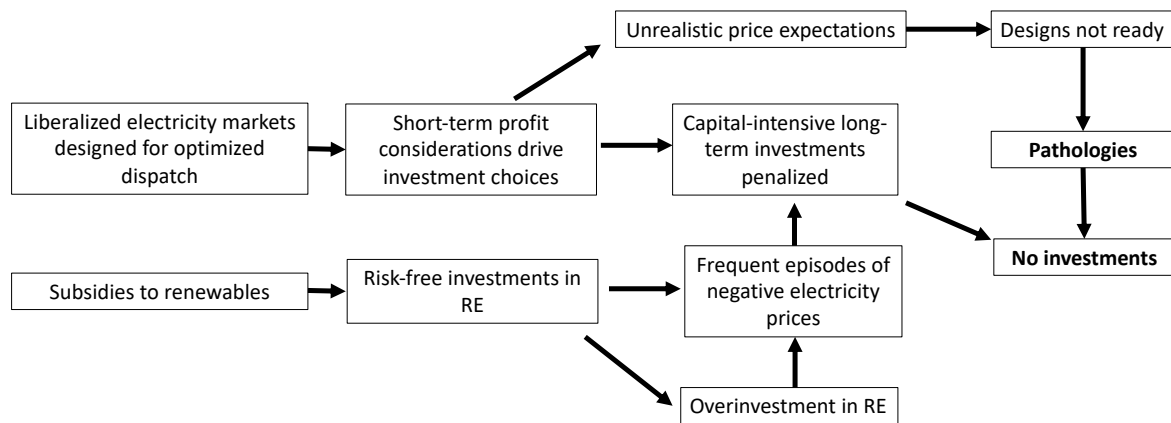 Unrealistic price expectations
Designs not ready
Liberalized electricity markets
designed for optimized
dispatch
Short-term profit
considerations drive
investment choices
Capital-intensive long-
term investments
penalized
Pathologies
No investments
Subsidies to renewables
Risk-free investments in
RE
Frequent episodes of
negative electricity
prices
Overinvestment in RE